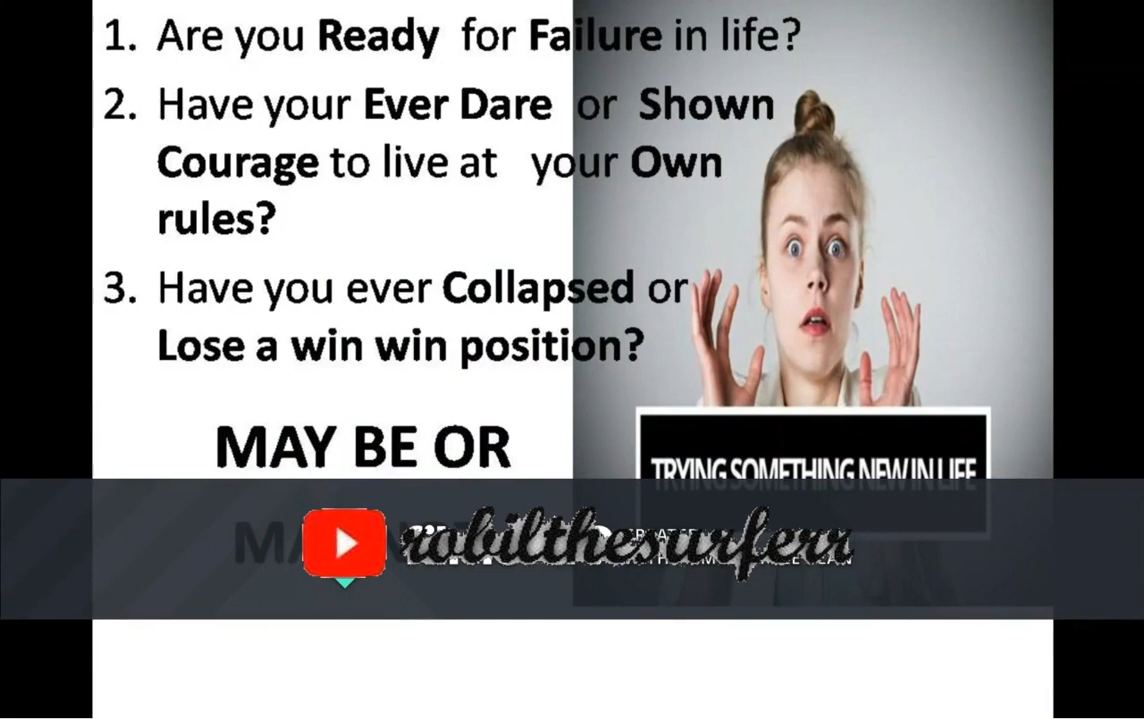 1. Are you Ready for Failure in life?
2. Have your Ever Dare or Shown
Courage to live at your Own
rules?
3. Have you ever Collapsed or
Lose a win win position?
MAY BE OR
TRYING SOMETHING NEW IN LIFE
robilthesurferr